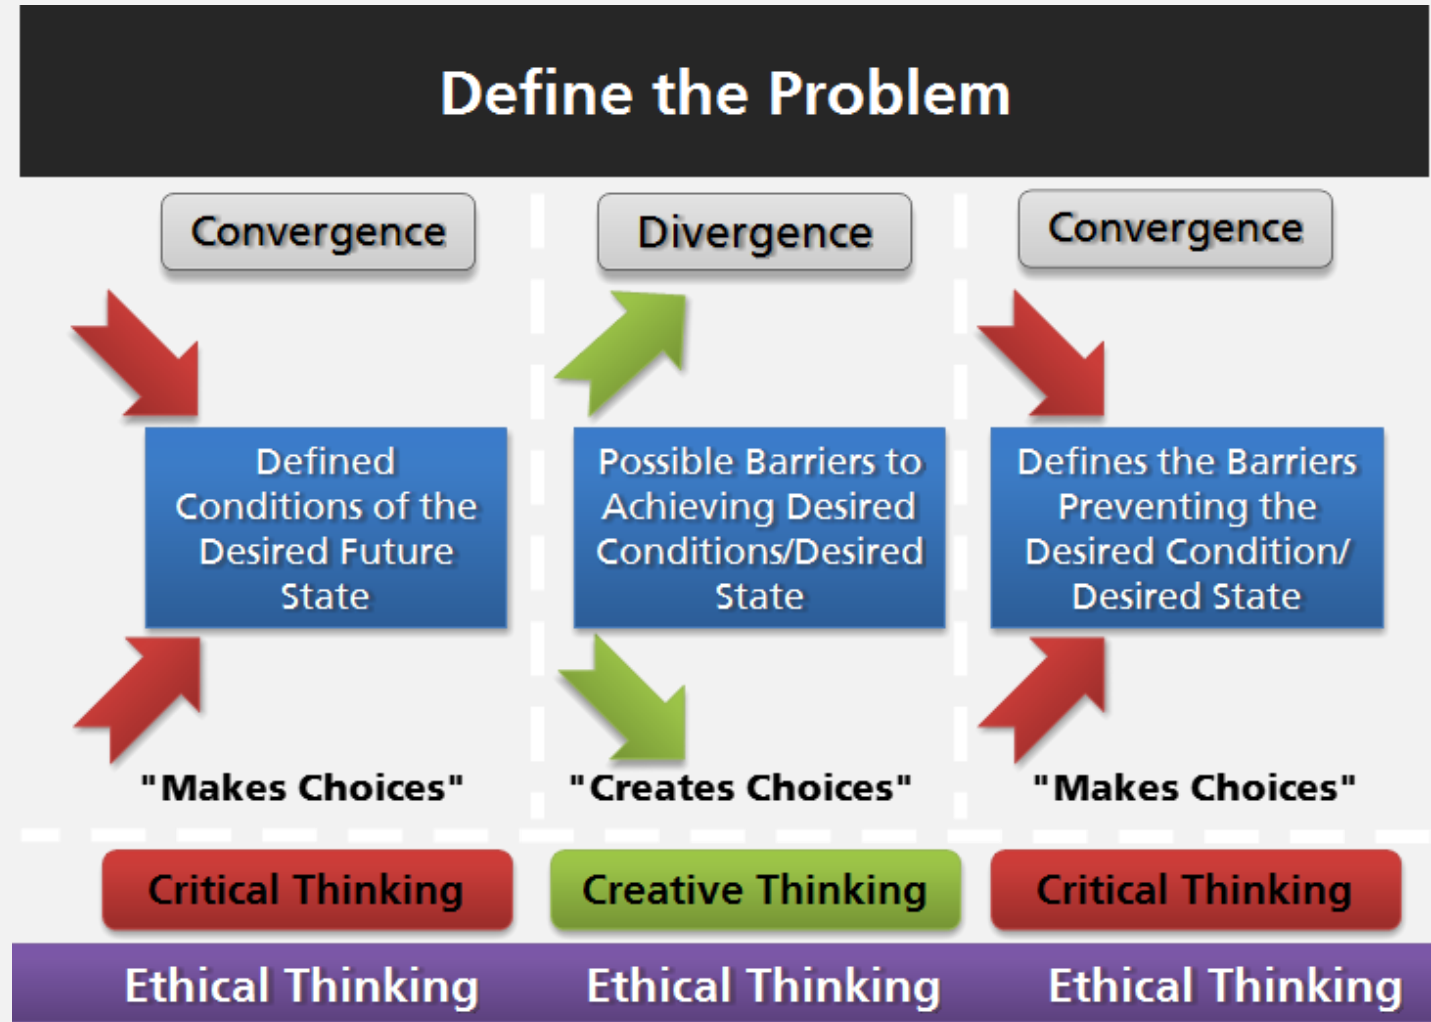 Define the Problem
Convergence
Divergence
Convergence
Defined
Conditions of the
Desired Future
State
Possible Barriers to
Achieving Desired
Conditions/Desired
State
Defines the Barriers
Preventing the
Desired Condition/
Desired State
"Makes Choices"
"Creates Choices"
"Makes Choices"
Critical Thinking
Creative Thinking
Critical Thinking
Ethical Thinking
Ethical Thinking
Ethical Thinking